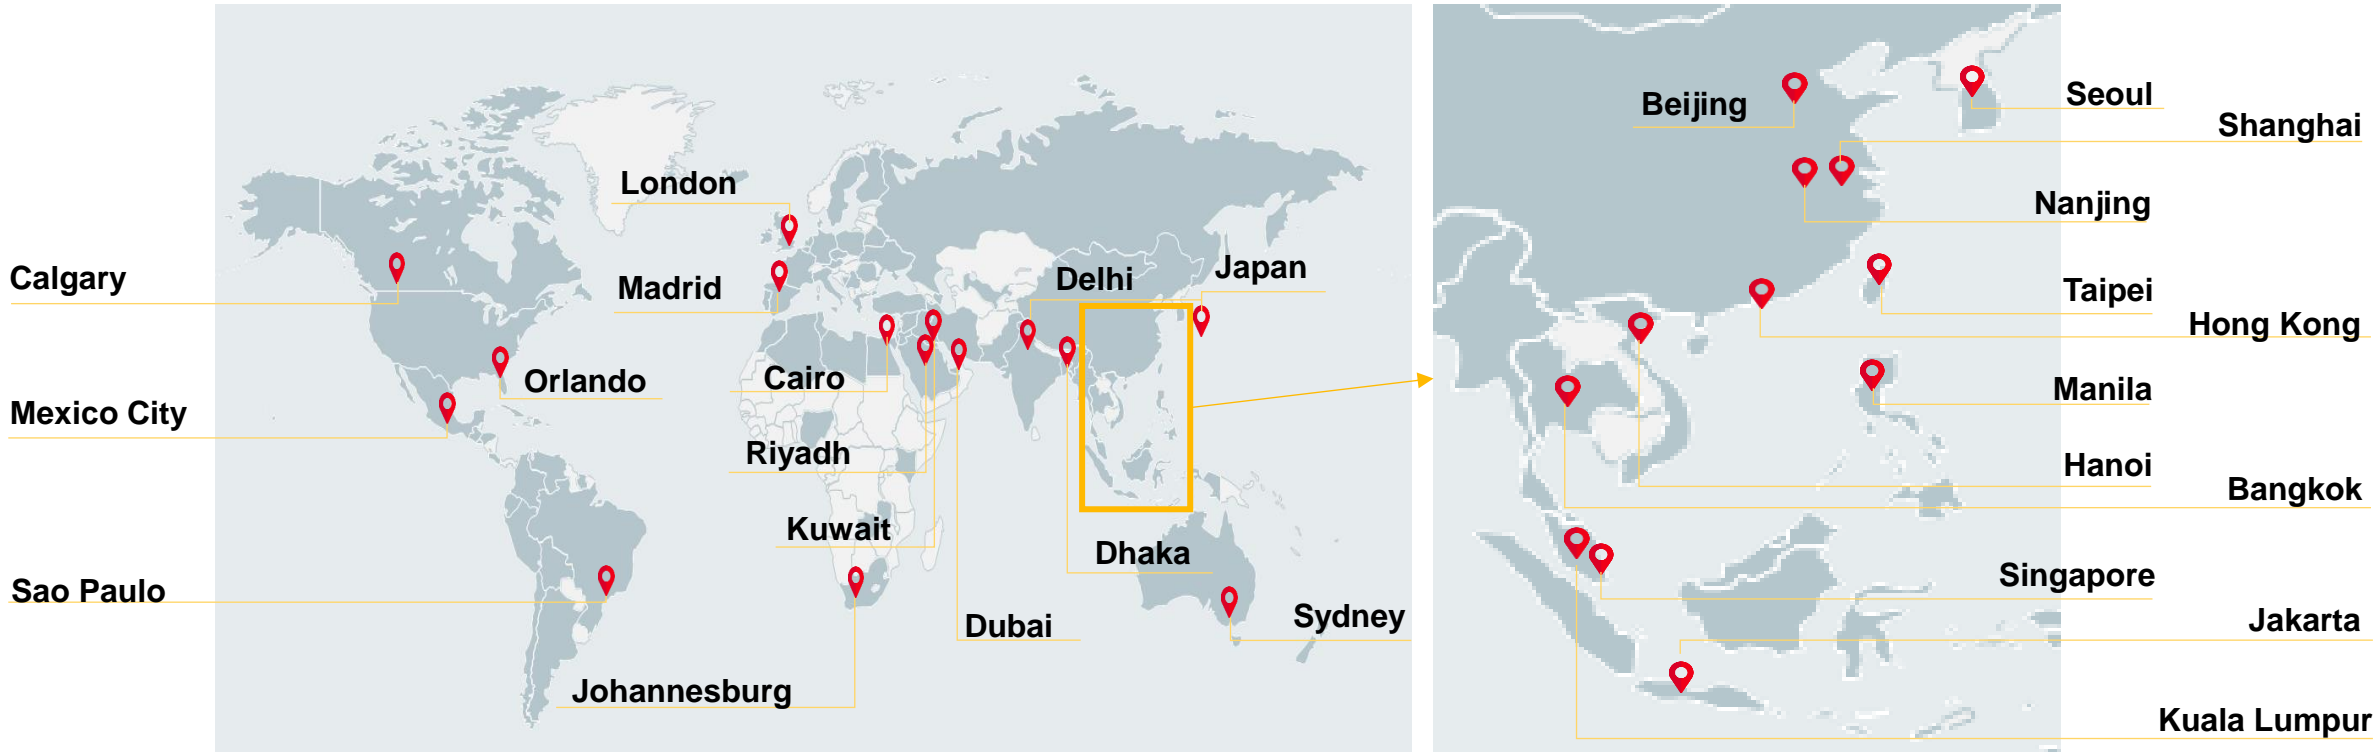 London
Calgary
Madrid
Delhi
Japan
Orlando
Cairo
Mexico City
Riyadh
Kuwait
Dhaka
Sao Paulo
Dubai
Sydney
Johannesburg
Beijing
Seoul
Shanghai
Nanjing
Taipei
Hong Kong
Manila
Hanoi
Bangkok
Singapore
Jakarta
Kuala Lumpur